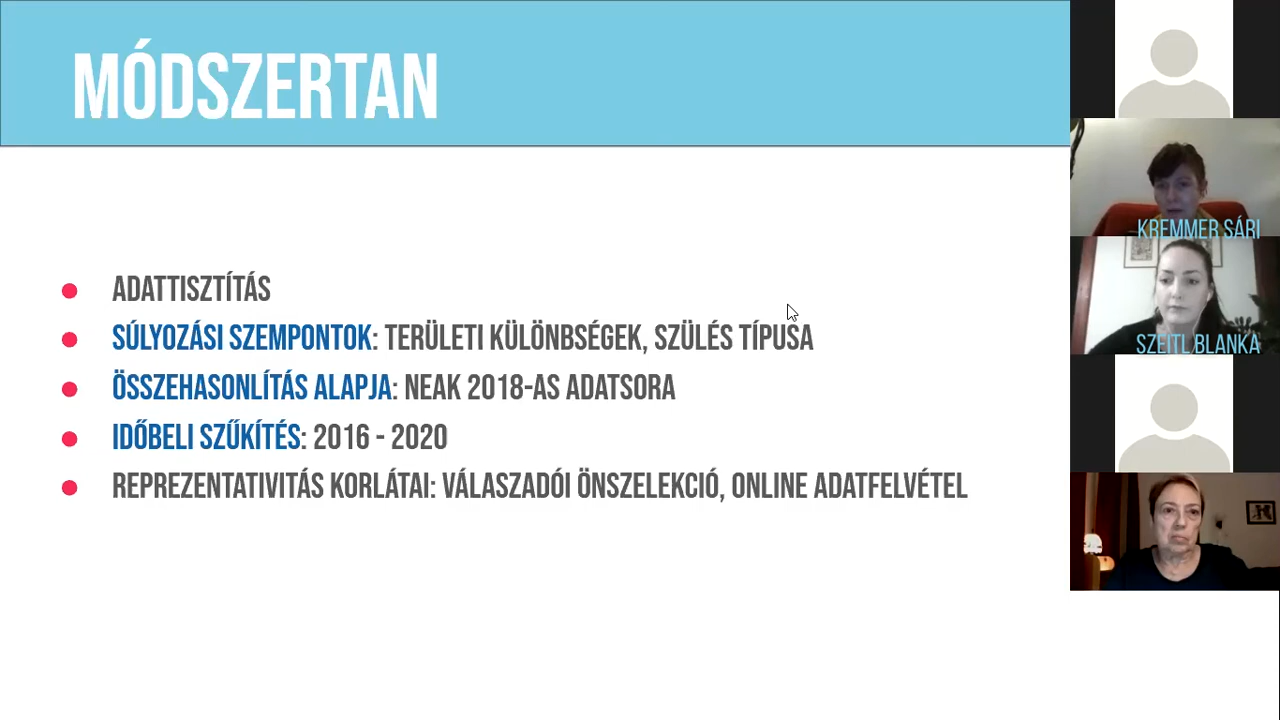 MÓDSZERTAN
ADATTISZTÍTÁS
SÚLYOZÁSI SZEMPONTOK: TERÜLETI KÜLÖNBSÉGEK, SZÜLÉS TÍPUSA
ÖSSZEHASONLÍTÁS ALAPJA: NEAK 2018-AS ADATSORA
IDŐBELI SZŰKÍTÉS: 2016 - 2020
REPREZENTATIVITÁS KORLÁTAI: VÁLASZADÓI ÖNSZELEKCIÓ, ONLINE ADATFELVÉTEL
KREMMER SÁRI
SZEITL BLANKA